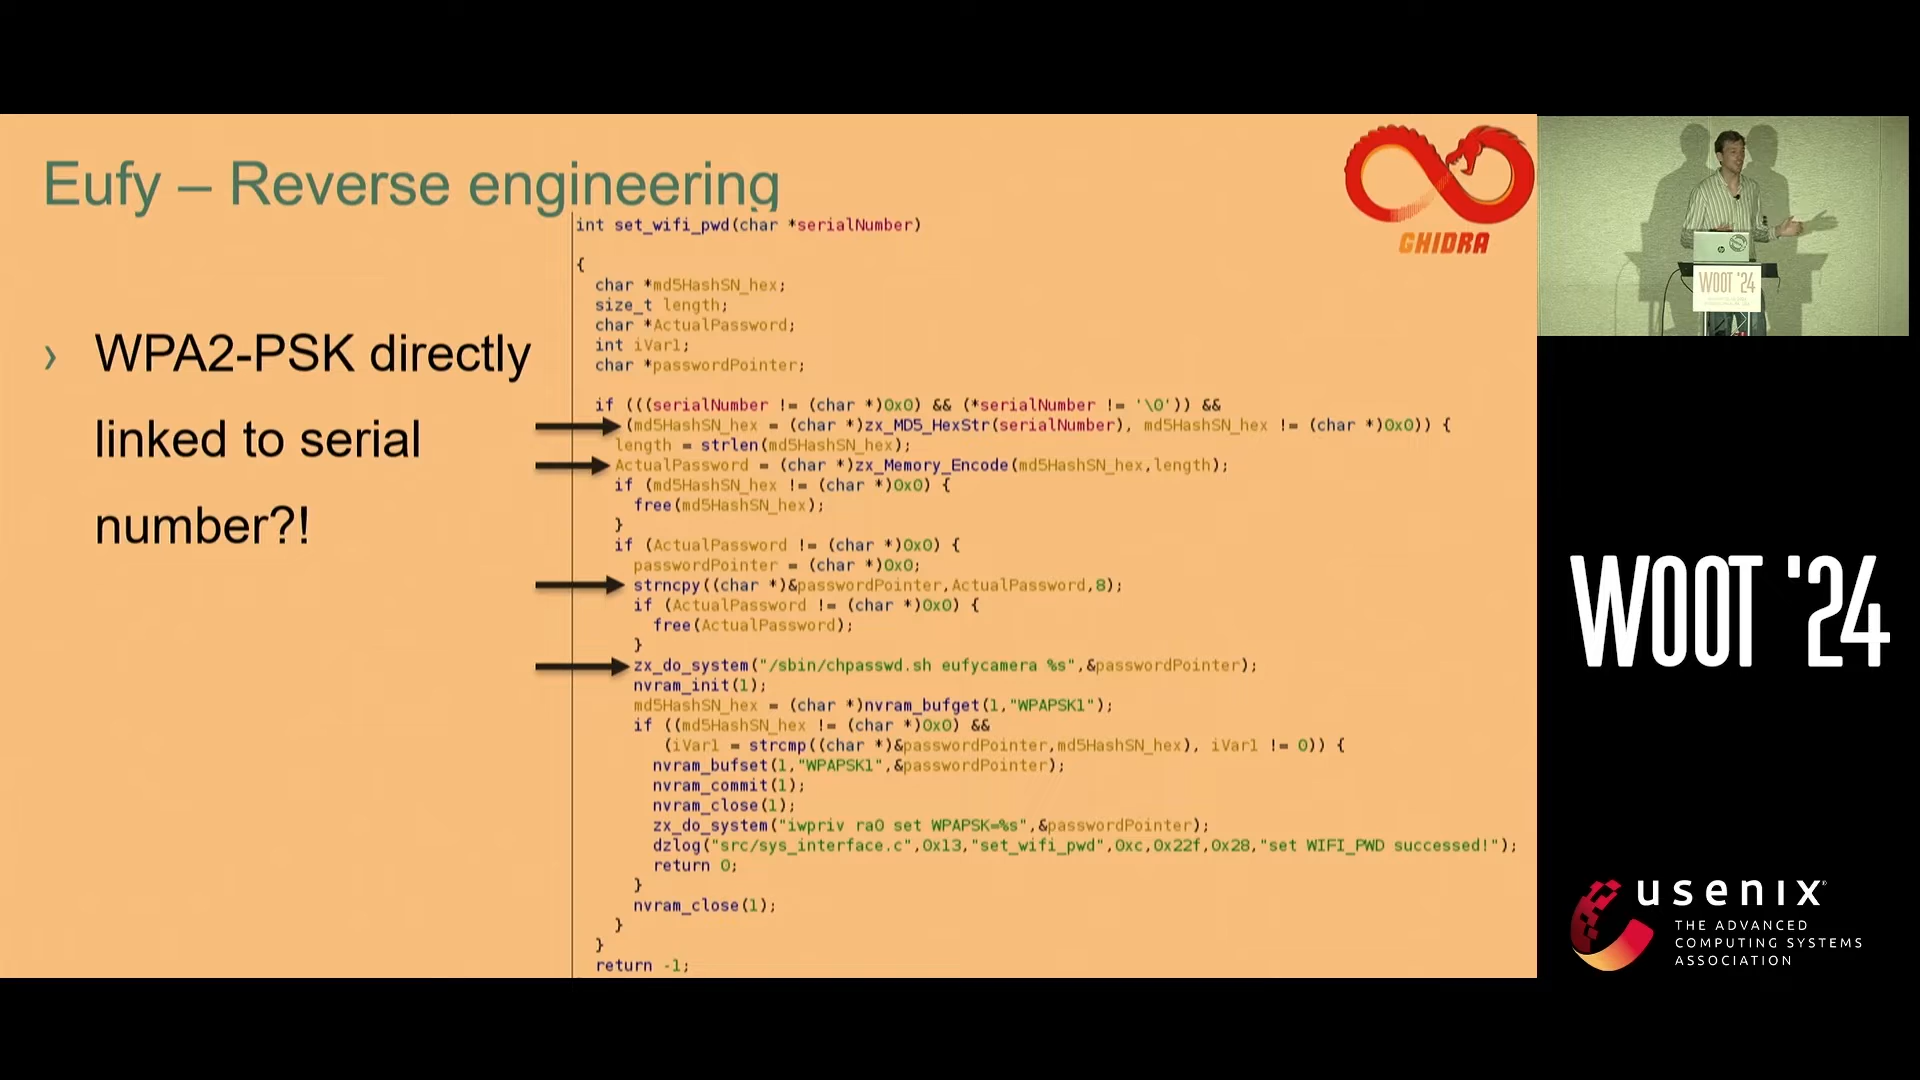 Eufy – Reverse engineering
GHIDRA
› WPA2-PSK directly
linked to serial
number?!
int set_wifi_pwd(char *serialNumber)
{
char *md5HashSN_hex;
size_t length;
char *ActualPassword;
int iVar1;
char *passwordPointer;
if (((serialNumber != (char *)0x0) && (*serialNumber != '\0')) &&
(md5HashSN_hex = (char *)zx_MD5_HexStr(serialNumber), md5HashSN_hex != (char *)0x0)) {
length = strlen(md5HashSN_hex);
ActualPassword = (char *)zx_Memory_Encode(md5HashSN_hex,length);
if (md5HashSN_hex != (char *)0x0) {
free(md5HashSN_hex);
}
if (ActualPassword != (char *)0x0) {
passwordPointer = (char *)0x0;
strncpy((char *)&passwordPointer,ActualPassword,8);
if (ActualPassword != (char *)0x0) {
free(ActualPassword);
}
zx_do_system("/sbin/chpasswd.sh eufycamera %s",&passwordPointer);
nvram_init(1);
md5HashSN_hex = (char *)nvram_bufget(1,"WPAPSK1");
if ((md5HashSN_hex != (char *)0x0) &&
(iVar1 = strcmp((char *)&passwordPointer,md5HashSN_hex), iVar1 != 0)) {
nvram_bufset(1,"WPAPSK1",&passwordPointer);
nvram_commit(1);
nvram_close(1);
zx_do_system("iwpriv ra0 set WPAPSK=%s",&passwordPointer);
dzlog("src/sys_interface.c",0x13,"set_wifi_pwd",0xc,0x22f,0x28,"set WIFI_PWD successed!");
return 0;
}
nvram_close(1);
}
}
return -1;
WOOT '24
WOOT '24
usenix
THE ADVANCED
COMPUTING SYSTEMS
ASSOCIATION